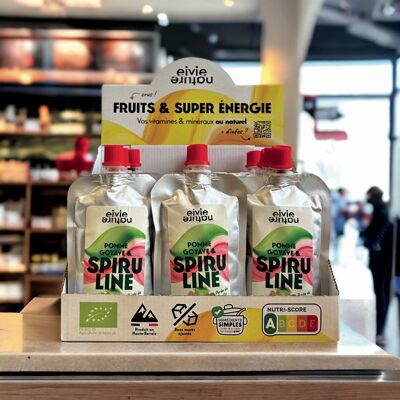 eivie
nature
crus !
FRUITS & SUPER ÉNERGIE
Vos vitamines & minéraux au naturel
+ d'infos ?
eivie
nature
POMME
GOYAVE &
SPIRU
LINE
eivie
nature
POMME
GOYAVE &
SPIRU
LINE
eivie
nature
POMME
GOYAVE &
SPIRU
LINE
Produit en
Haute-Savoie
Sans sucres
ajoutés
INGRÉDIENTS
SIMPLES
NUTRI-SCORE
A B C D E